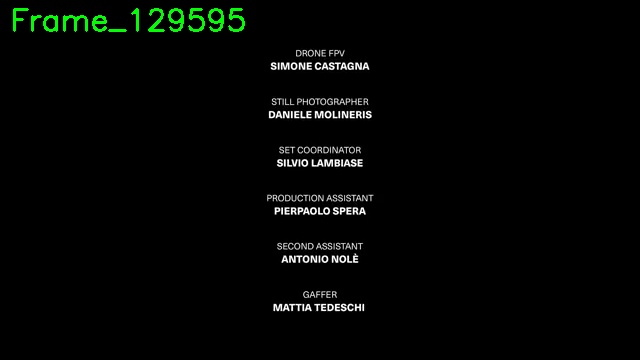 Frame_129595
DRONE FPV
SIMONE CASTAGNA
STILL PHOTOGRAPHER
DANIELE MOLINERIS
SET COORDINATOR
SILVIO LAMBIASE
PRODUCTION ASSISTANT
PIERPAOLO SPERA
SECOND ASSISTANT
ANTONIO NOLÈ
GAFFER
MATTIA TEDESCHI